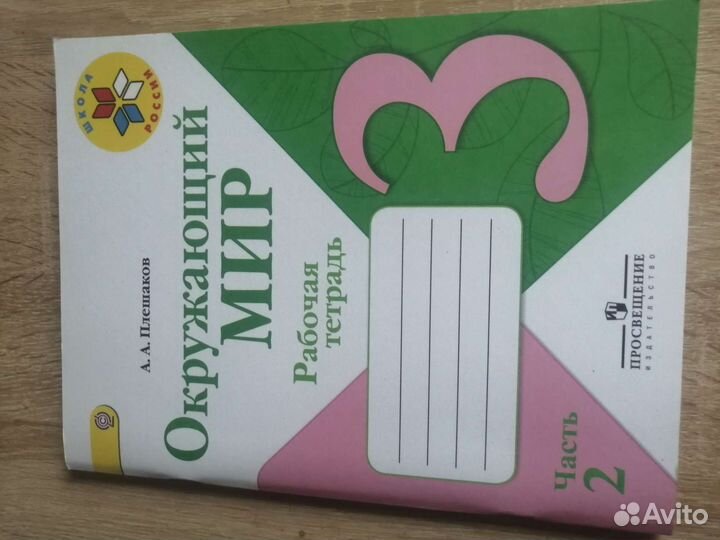 ШКОЛА РОССИИ
А. А. Плешаков
Окружающий
МИР
Рабочая
тетрадь
3
Часть
2
ПРОСВЕЩЕНИЕ
ИЗДАТЕЛЬСТВО
Avito